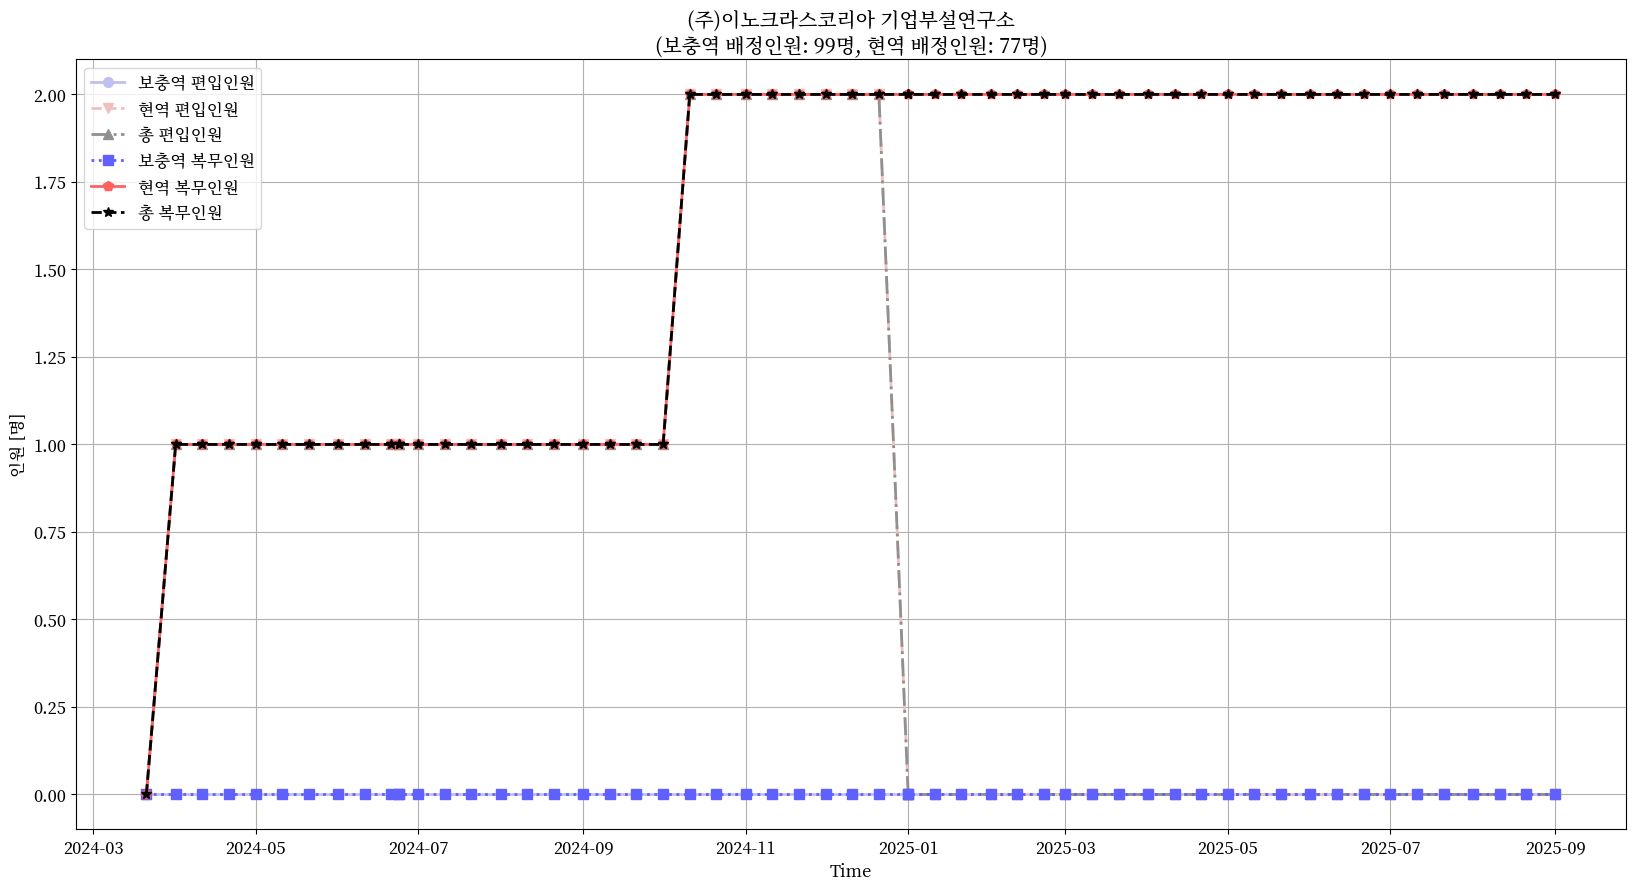 (주)이노크라스코리아 기업부설연구소
(보충역 배정인원: 99명, 현역 배정인원: 77명)
보충역 편입인원
현역 편입인원
총 편입인원
보충역 복무인원
현역 복무인원
총 복무인원
2.00
1.75
1.50
1.25
1.00
0.75
0.50
0.25
0.00
인원 [명]
2024-03 2024-05 2024-07 2024-09 2024-11 2025-01 2025-03 2025-05 2025-07 2025-09
Time